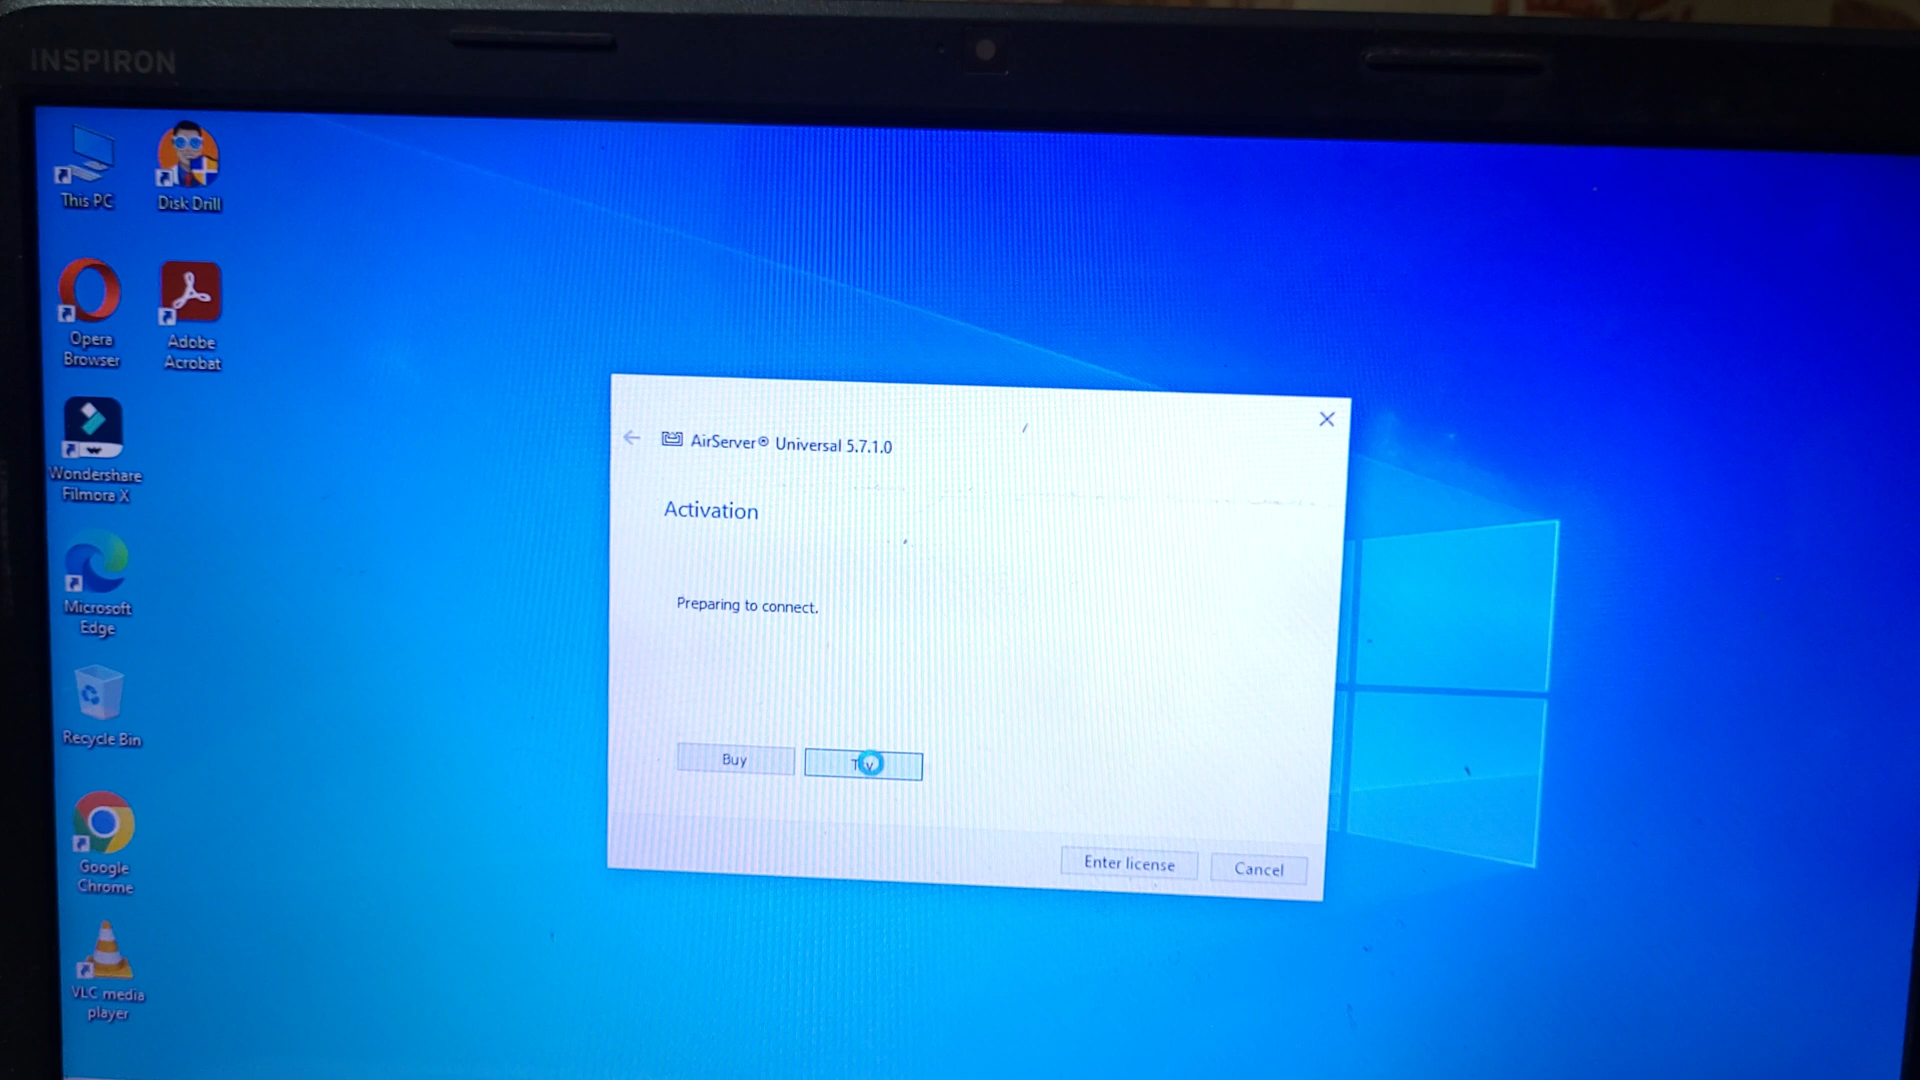 INSPIRON
This PC
Disk Drill
Opera
Browser
Adobe
Acrobat
Wondershare
Filmora X
Microsoft
Edge
Recycle Bin
Google
Chrome
VLC media
player
AirServer® Universal 5.7.1.0
Activation
Preparing to connect.
Buy
Try
Enter license
Cancel